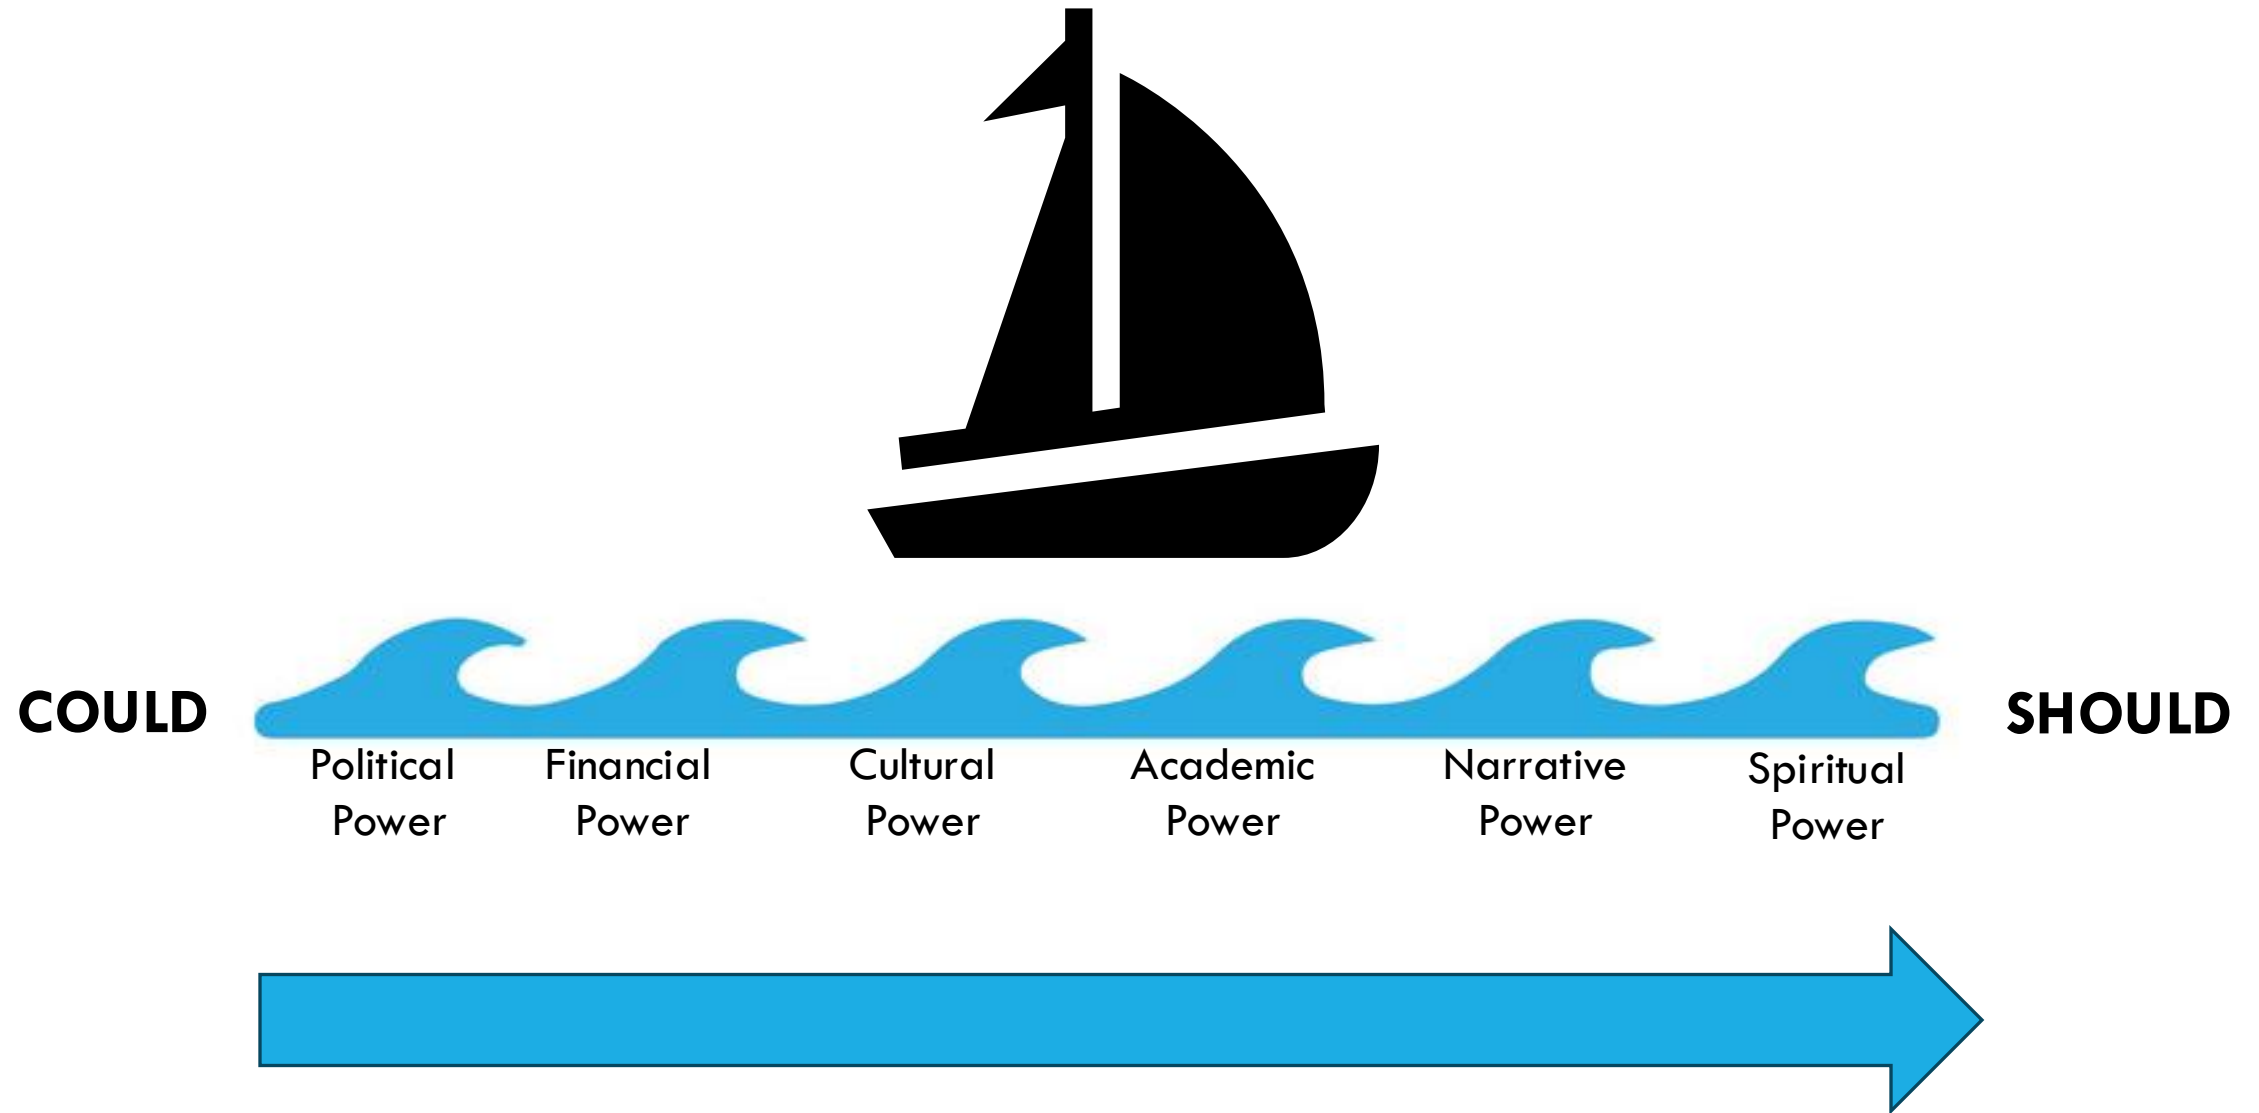 COULD
SHOULD
Political
Power
Financial
Power
Cultural
Power
Academic
Power
Narrative
Power
Spiritual
Power